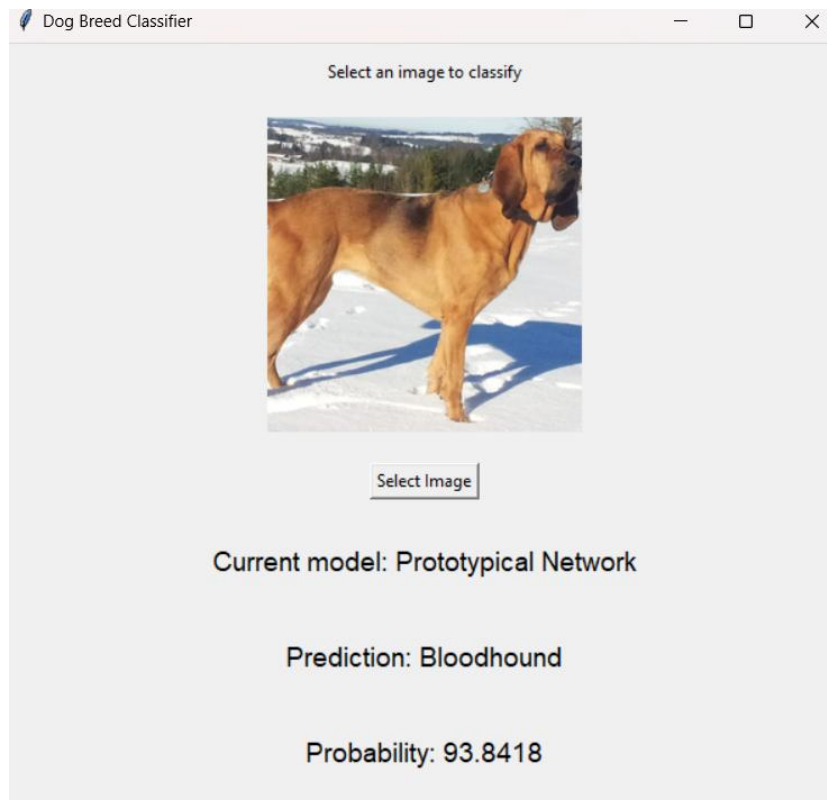 Dog Breed Classifier
Select an image to classify
Select Image
Current model: Prototypical Network
Prediction: Bloodhound
Probability: 93.8418